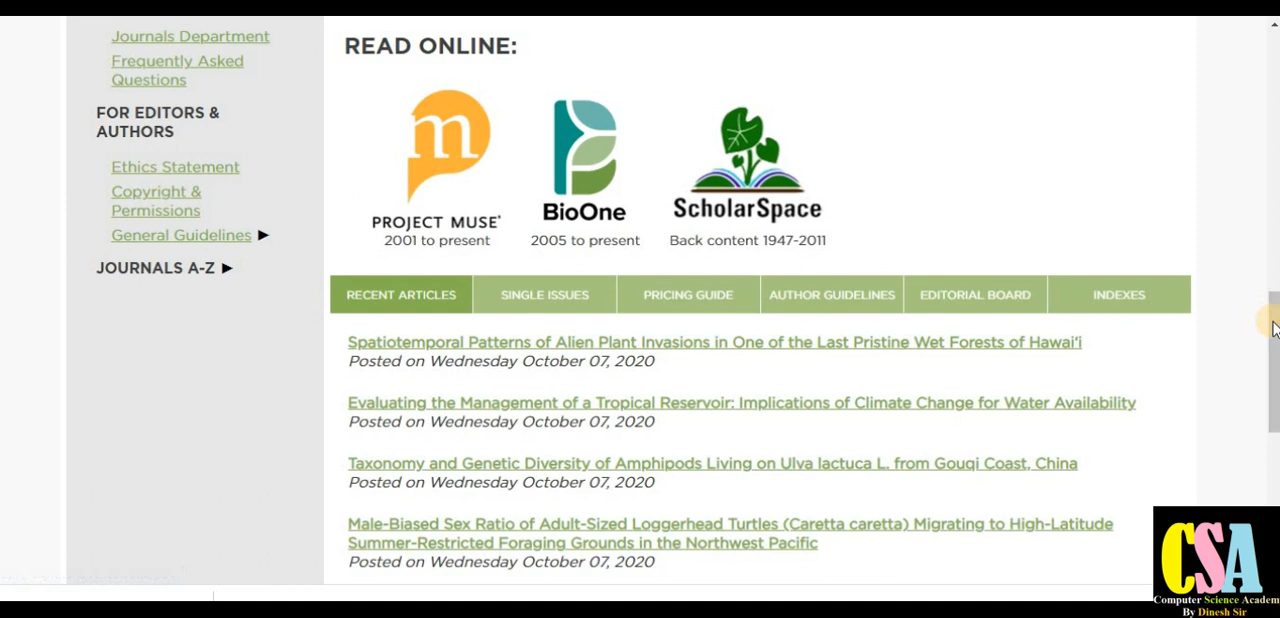 Journals Department
Frequently Asked
Questions
FOR EDITORS &
AUTHORS
Ethics Statement
Copyright &
Permissions
General Guidelines ►
JOURNALS A-Z ►
READ ONLINE:
m
PROJECT MUSE®
2001 to present
BioOne
2005 to present
ScholarSpace
Back content 1947-2011
RECENT ARTICLES
SINGLE ISSUES
PRICING GUIDE
AUTHOR GUIDELINES
EDITORIAL BOARD
INDEXES
Spatiotemporal Patterns of Alien Plant Invasions in One of the Last Pristine Wet Forests of Hawai‘i
Posted on Wednesday October 07, 2020
Evaluating the Management of a Tropical Reservoir: Implications of Climate Change for Water Availability
Posted on Wednesday October 07, 2020
Taxonomy and Genetic Diversity of Amphipods Living on Ulva lactuca L. from Gouqi Coast, China
Posted on Wednesday October 07, 2020
Male-Biased Sex Ratio of Adult-Sized Loggerhead Turtles (Caretta caretta) Migrating to High-Latitude
Summer-Restricted Foraging Grounds in the Northwest Pacific
Posted on Wednesday October 07, 2020
CSA
Computer Science Academ
By Dinesh Sir